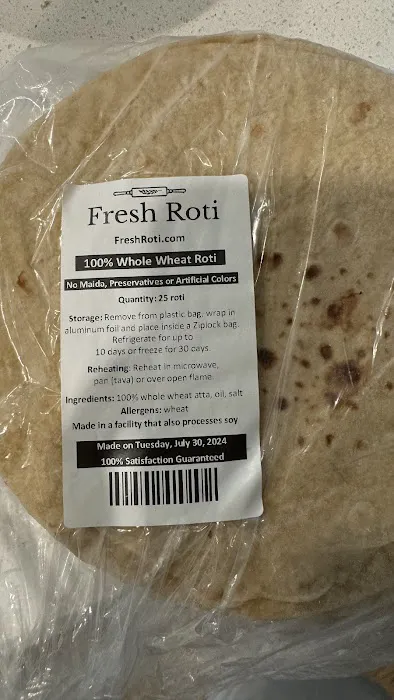 Fresh Roti
FreshRoti.com
100% Whole Wheat Roti
No Maida, Preservatives or Artificial Colors
Quantity: 25 roti
Storage: Remove from plastic bag, wrap in
aluminum foil and place inside a Ziplock bag.
Refrigerate for up to
10 days or freeze for 30 days.
Reheating: Reheat in microwave,
pan (tava) or over open flame.
Ingredients: 100% whole wheat atta, oil, salt
Allergens: wheat
Made in a facility that also processes soy
Made on Tuesday, July 30, 2024
100% Satisfaction Guaranteed